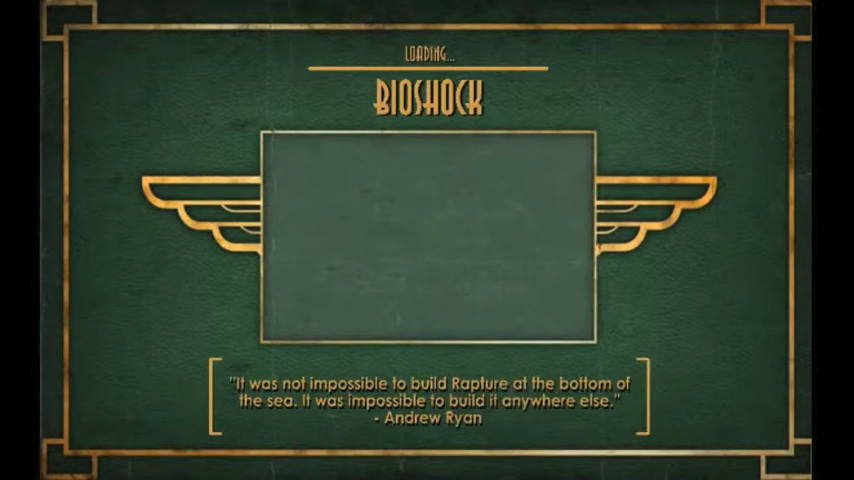 LOADING...
BIOSHOCK
"It was not impossible to build Rapture at the bottom of
the sea. It was impossible to build it anywhere else."
- Andrew Ryan